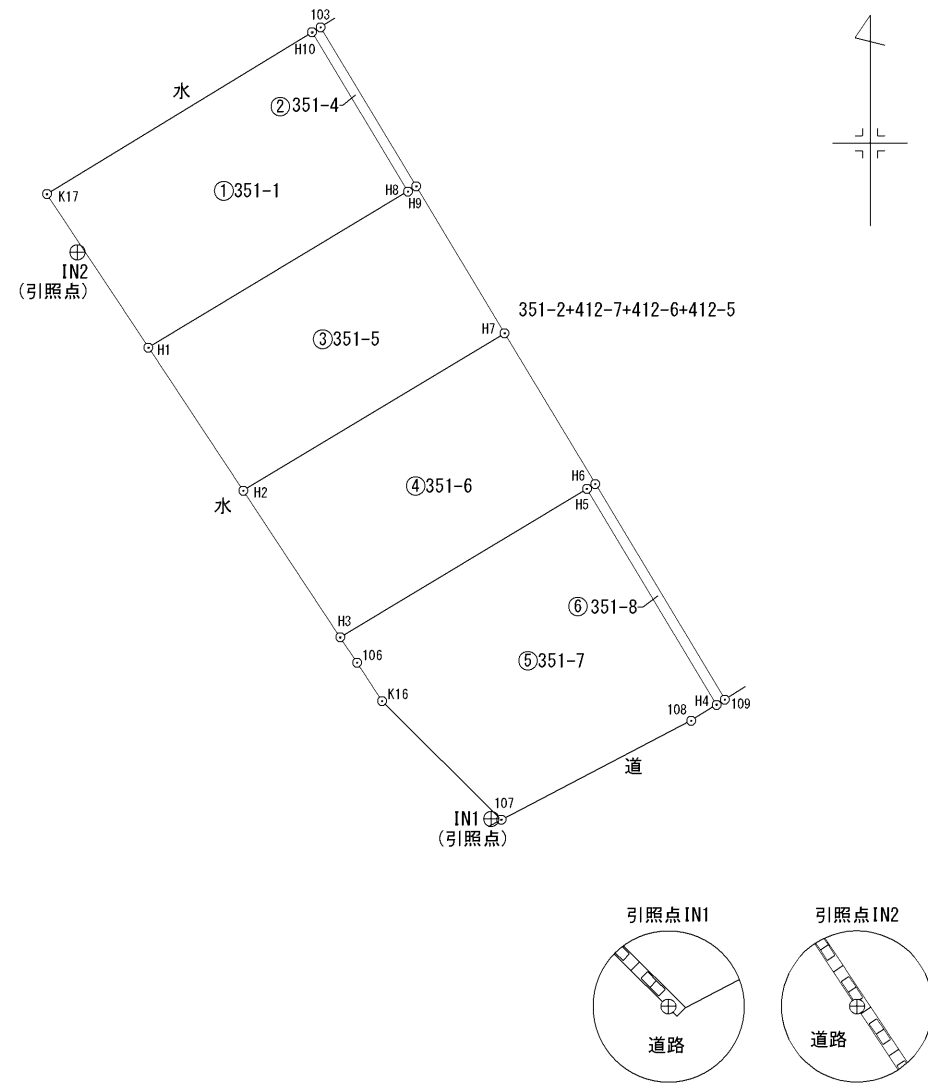 103
H10
水
②351-4
K17
①351-1
H8
H9
IN2
(引照点)
H1
③351-5
351-2+412-7+412-6+412-5
H7
H2
水
④351-6
H6
H5
H3
⑥351-8
106
⑤351-7
K16
108
H4
109
道
107
IN1
(引照点)
引照点IN1
引照点IN2
道路
道路